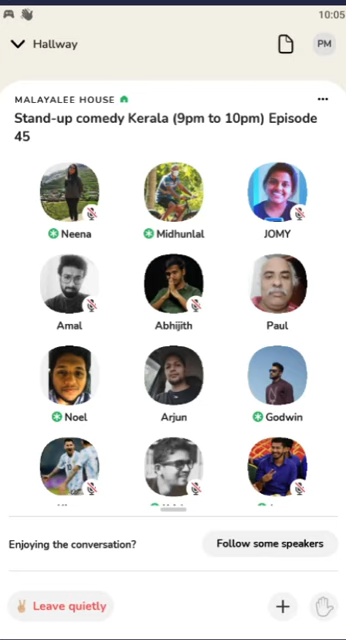 10:05
Hallway
PM
MALAYALEE HOUSE
Stand-up comedy Kerala (9pm to 10pm) Episode
45
Neena Midhunlal JOMY
Amal Abhijith Paul
Noel Arjun Godwin
Enjoying the conversation? Follow some speakers
Leave quietly